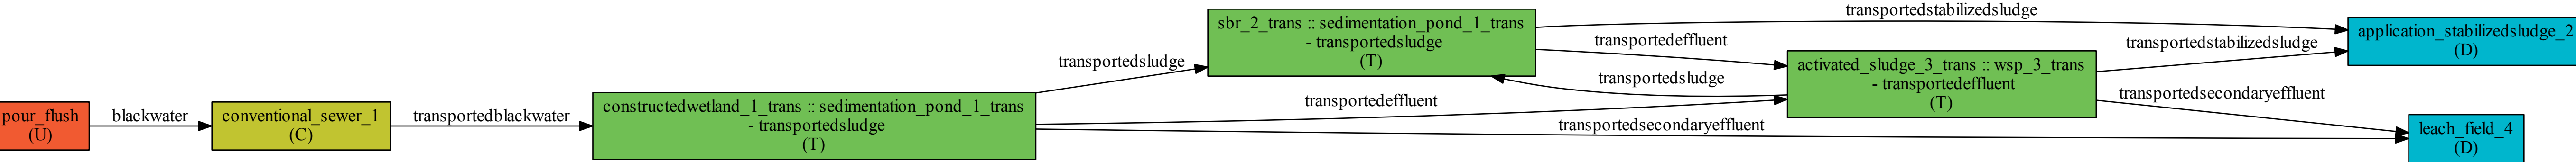 pour_flush
(U)
blackwater
conventional_sewer_1
(C)
transportedblackwater
constructedwetland_1_trans :: sedimentation_pond_1_trans
- transportedsludge
(T)
transportedsludge
transportedeffluent
transportedsecondaryeffluent
sbr_2_trans :: sedimentation_pond_1_trans
- transportedsludge
(T)
transportedstabilizedsludge
transportedeffluent
transportedsludge
activated_sludge_3_trans :: wsp_3_trans
- transportedeffluent
(T)
transportedstabilizedsludge
transportedsecondaryeffluent
application_stabilizedsludge_2
(D)
leach_field_4
(D)